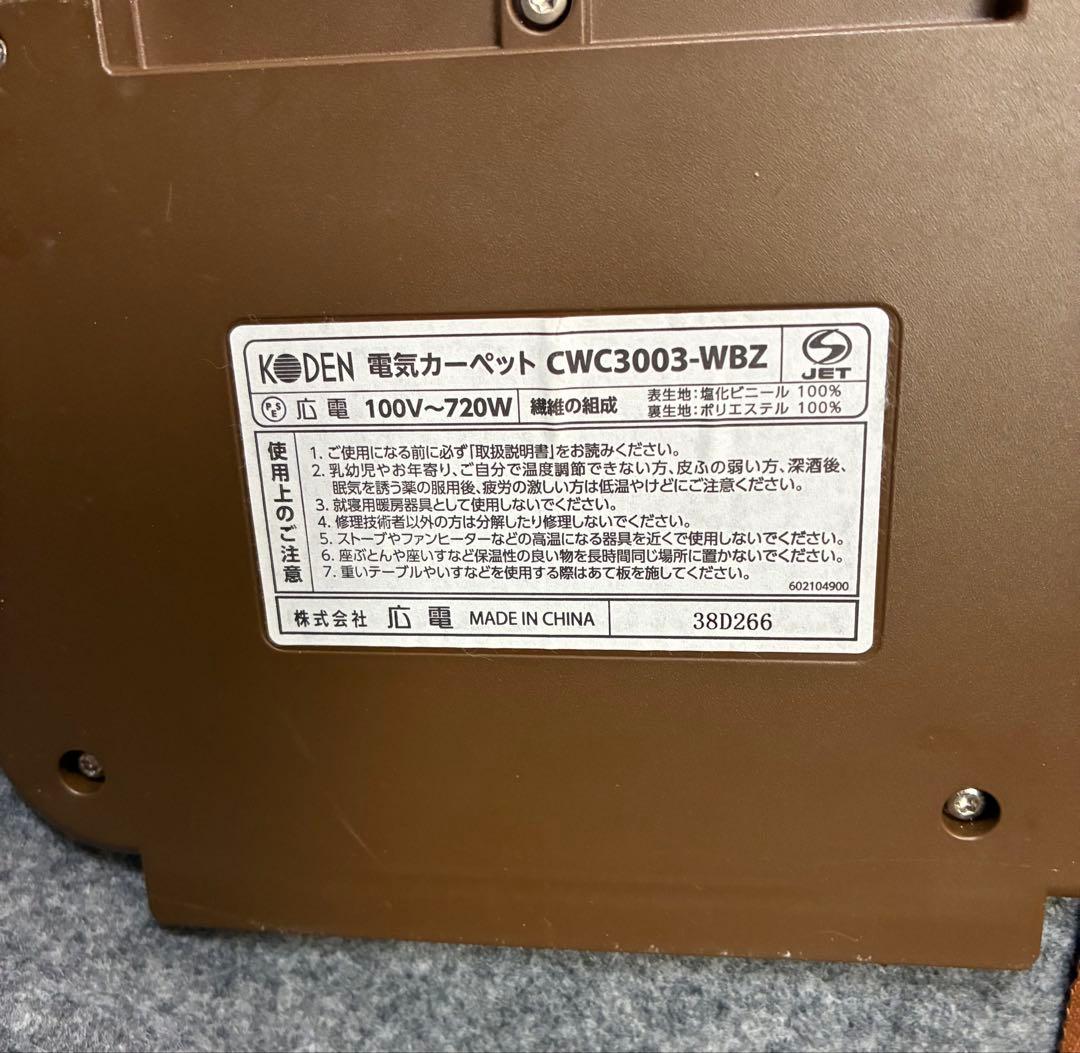 KODEN 電気カーペット CWC3003-WBZ
JET
PSE 広電 100V〜720W 繊維の組成 表生地:塩化ビニール 100%
裏生地:ポリエステル 100%
使用上のご注意
1. ご使用になる前に必ず「取扱説明書」をお読みください。
2. 乳幼児やお年寄り、ご自分で温度調節できない方、皮ふの弱い方、深酒後、
眠気を誘う薬の服用後、疲労の激しい方は低温やけどにご注意ください。
3. 就寝用暖房器具として使用しないでください。
4. 修理技術者以外の方は分解したり修理しないでください。
5. ストーブやファンヒーターなどの高温になる器具を近くで使用しないでください。
6. 座ぶとんや座いすなど保温性の良い物を長時間同じ場所に置かないでください。
7. 重いテーブルやいすなどを使用する際はあて板を施してください。
602104900
株式会社 広電 MADE IN CHINA 38D266